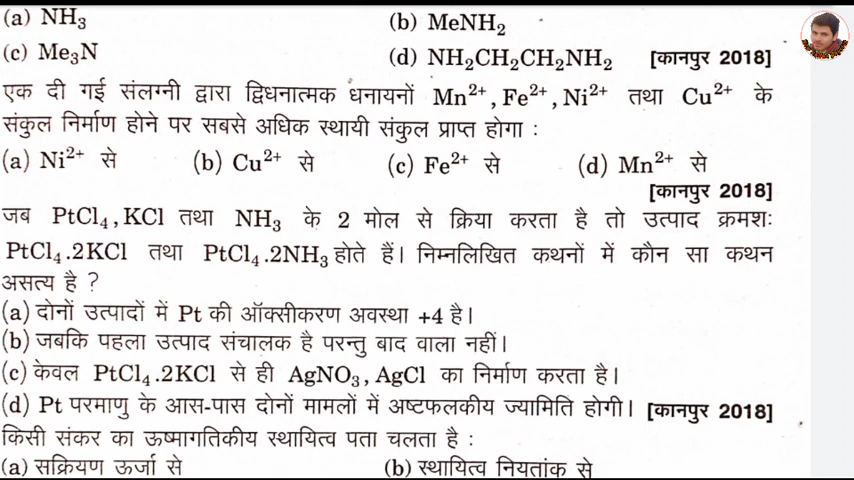 (a) NH₃ (b) MeNH₂
(c) Me₃N (d) NH₂CH₂CH₂NH₂ [कानपुर 2018]
एक दी गई संलग्नी द्वारा द्विधनात्मक धनायनों Mn²⁺, Fe²⁺, Ni²⁺ तथा Cu²⁺ के
संकुल निर्माण होने पर सबसे अधिक स्थायी संकुल प्राप्त होगा :
(a) Ni²⁺ से (b) Cu²⁺ से (c) Fe²⁺ से (d) Mn²⁺ से
[कानपुर 2018]
जब PtCl₄, KCl तथा NH₃ के 2 मोल से क्रिया करता है तो उत्पाद क्रमशः
PtCl₄.2KCl तथा PtCl₄.2NH₃ होते हैं। निम्नलिखित कथनों में कौन सा कथन
असत्य है ?
(a) दोनों उत्पादों में Pt की ऑक्सीकरण अवस्था +4 है।
(b) जबकि पहला उत्पाद संचालक है परन्तु बाद वाला नहीं।
(c) केवल PtCl₄.2KCl से ही AgNO₃, AgCl का निर्माण करता है।
(d) Pt परमाणु के आस-पास दोनों मामलों में अष्टफलकीय ज्यामिति होगी। [कानपुर 2018]
किसी संकर का ऊष्मागतिकीय स्थायित्व पता चलता है :
(a) सक्रियण ऊर्जा से (b) स्थायित्व नियतांक से